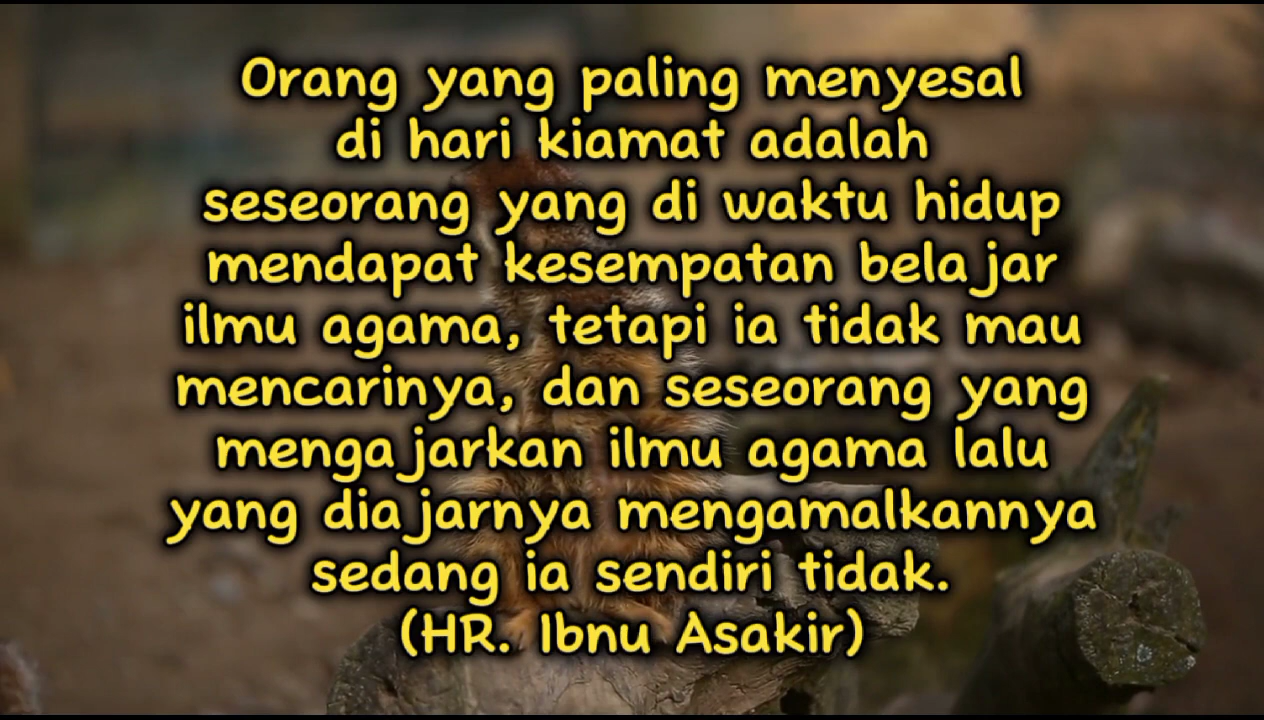 Orang yang paling menyesal
di hari kiamat adalah
seseorang yang di waktu hidup
mendapat kesempatan belajar
ilmu agama, tetapi ia tidak mau
mencarinya, dan seseorang yang
mengajarkan ilmu agama lalu
yang diajarnya mengamalkannya
sedang ia sendiri tidak.
(HR. Ibnu Asakir)